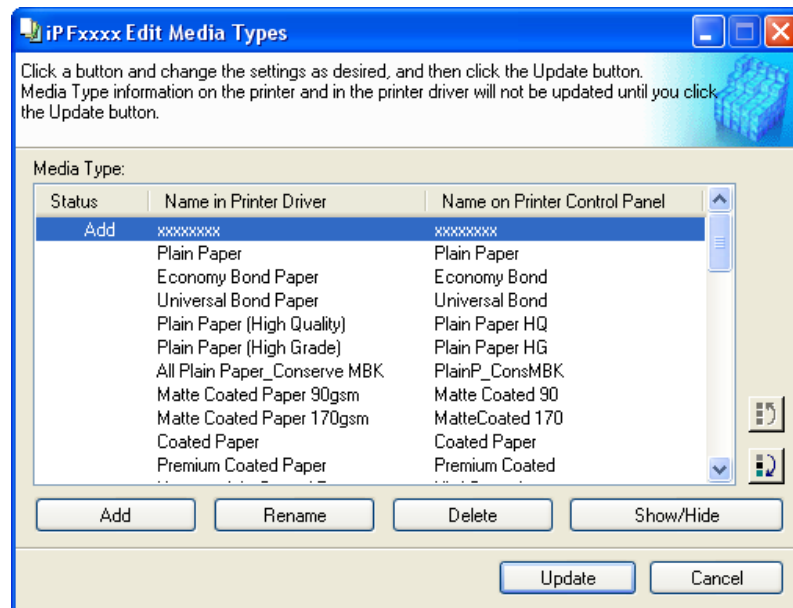 iPFxxxx Edit Media Types
Click a button and change the settings as desired, and then click the Update button.
Media Type information on the printer and in the printer driver will not be updated until you click
the Update button.
Media Type:
Status Name in Printer Driver Name on Printer Control Panel
Add xxxxxxxx xxxxxxxx
Plain Paper Plain Paper
Economy Bond Paper Economy Bond
Universal Bond Paper Universal Bond
Plain Paper (High Quality) Plain Paper HQ
Plain Paper (High Grade) Plain Paper HG
All Plain Paper_Conserve MBK PlainP_ConsMBK
Matte Coated Paper 90gsm Matte Coated 90
Matte Coated Paper 170gsm MatteCoated 170
Coated Paper Coated Paper
Premium Coated Paper Premium Coated
Add Rename Delete Show/Hide
Update Cancel